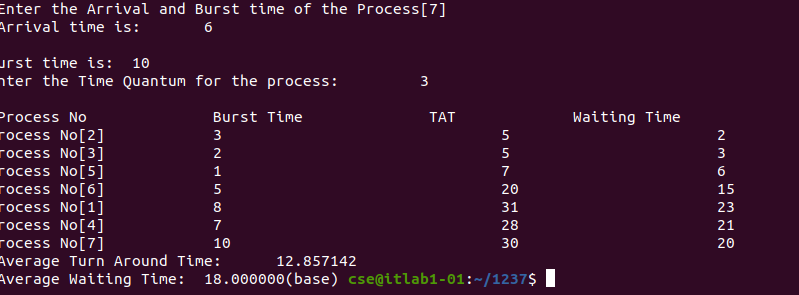 Enter the Arrival and Burst time of the Process[7]
Arrival time is: 6
urst time is: 10
nter the Time Quantum for the process: 3
Process No Burst Time TAT Waiting Time
rocess No[2] 3 5 2
rocess No[3] 2 5 3
rocess No[5] 1 7 6
rocess No[6] 5 20 15
rocess No[1] 8 31 23
rocess No[4] 7 28 21
rocess No[7] 10 30 20
Average Turn Around Time: 12.857142
Average Waiting Time: 18.000000(base) cse@itlab1-01:~/1237$